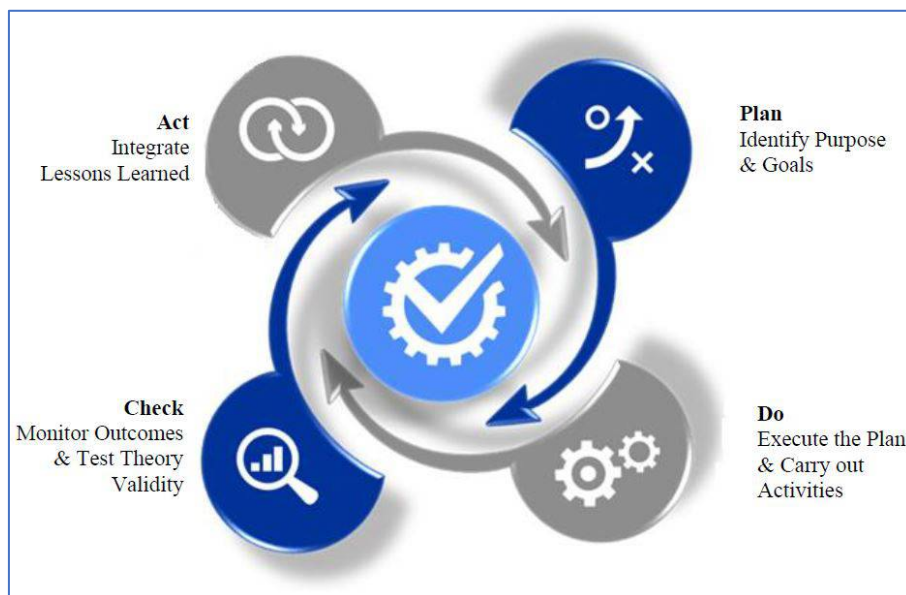 Plan
Identify Purpose
& Goals
Do
Execute the Plan
& Carry out
Activities
Check
Monitor Outcomes
& Test Theory
Validity
Act
Integrate
Lessons Learned